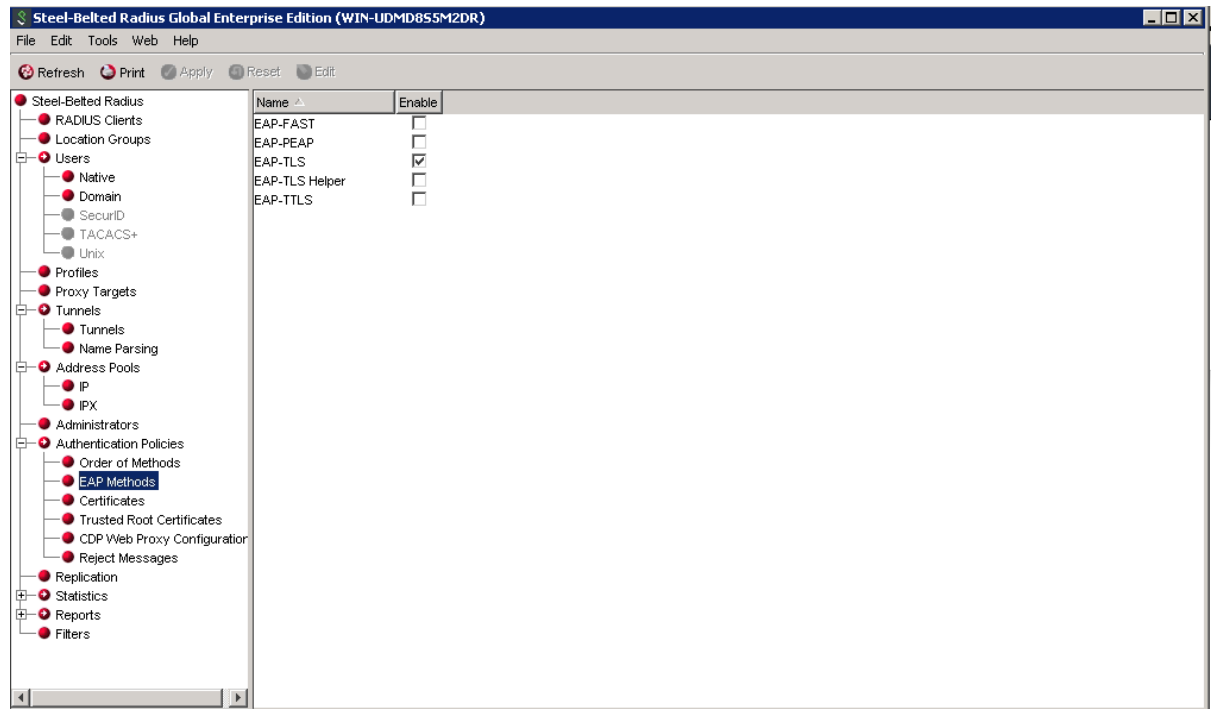 Steel-Belted Radius Global Enterprise Edition (WIN-UDMD8S5M2DR)
File Edit Tools Web Help
Refresh Print Apply Reset Edit
Steel-Belted Radius
RADIUS Clients
Location Groups
Users
Native
Domain
SecurID
TACACS+
Unix
Profiles
Proxy Targets
Tunnels
Tunnels
Name Parsing
Address Pools
IP
IPX
Administrators
Authentication Policies
Order of Methods
EAP Methods
Certificates
Trusted Root Certificates
CDP Web Proxy Configuration
Reject Messages
Replication
Statistics
Reports
Filters
Name Enable
EAP-FAST
EAP-PEAP
EAP-TLS
EAP-TLS Helper
EAP-TTLS